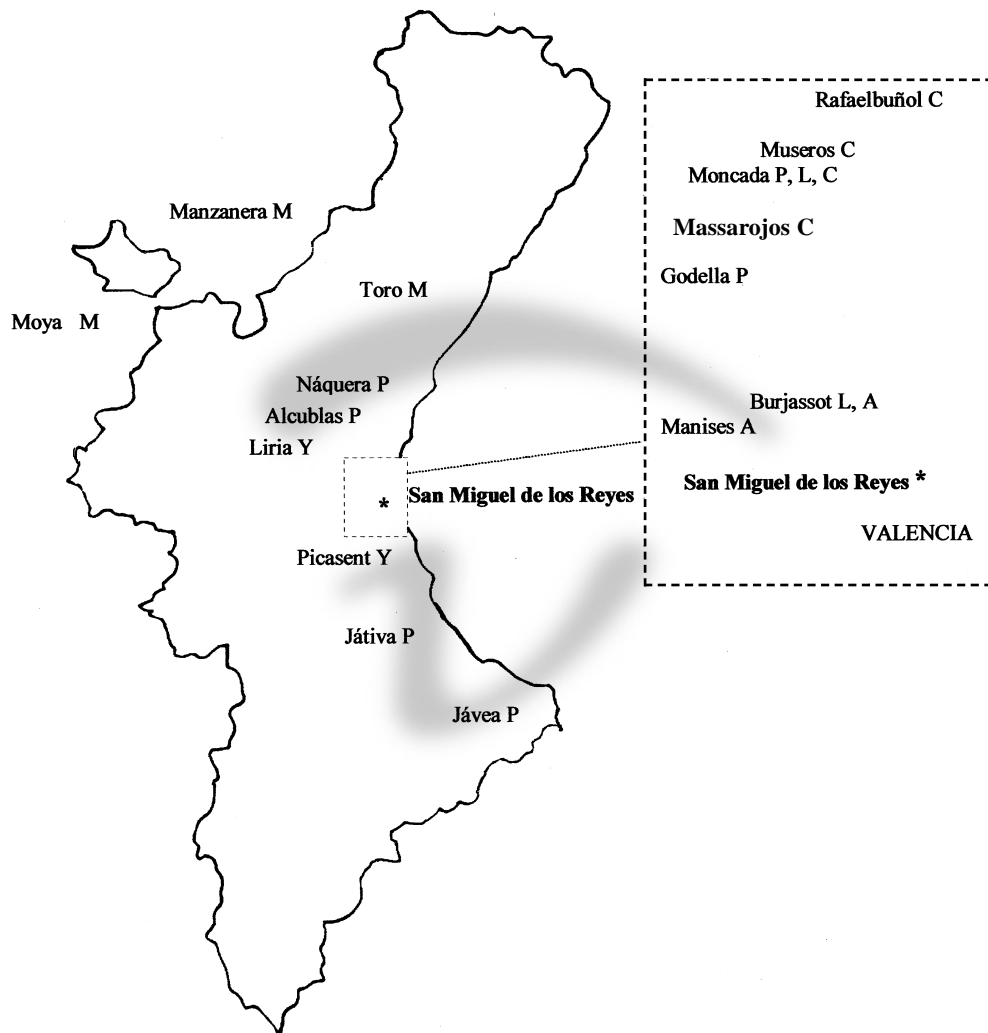 Manzanera M
Toro M
Moya M
Náquera P
Alcublas P
Liria Y
* San Miguel de los Reyes
Picasent Y
Játiva P
Jávea P
Rafaelbuñol C
Museros C
Moncada P, L, C
Massarojos C
Godella P
Burjassot L, A
Manises A
San Miguel de los Reyes *
VALENCIA